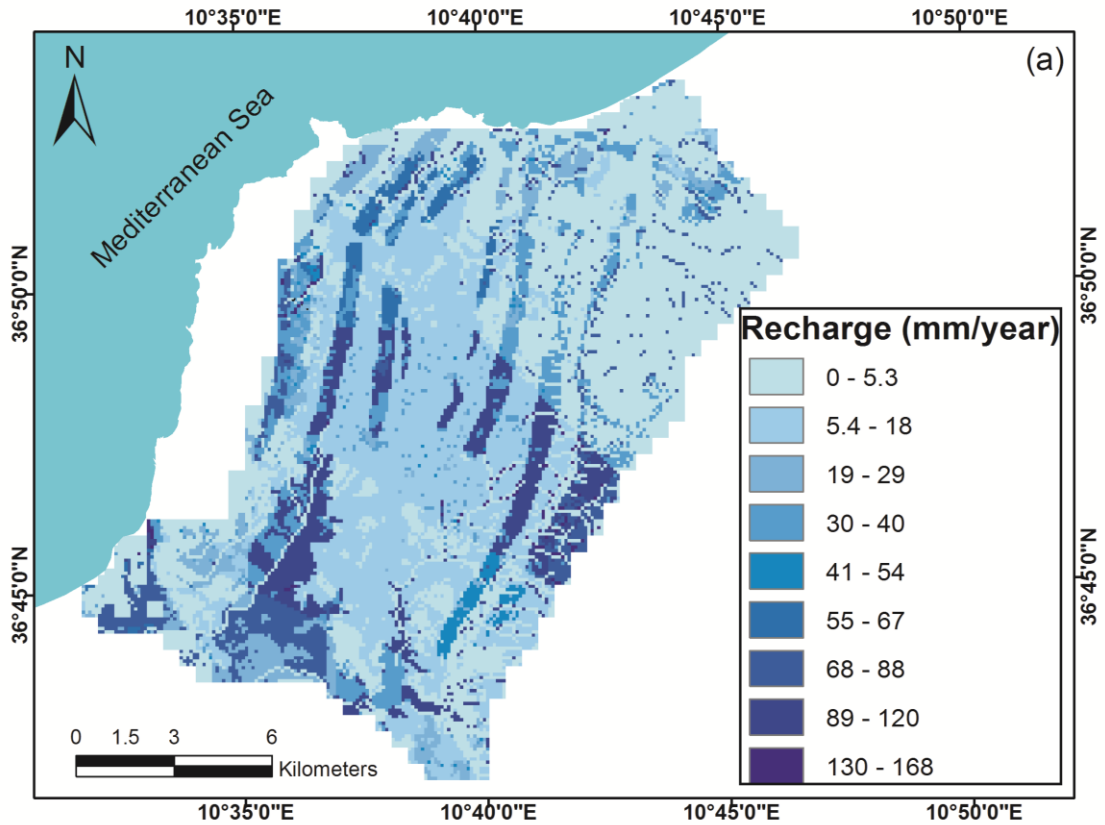 10°35'0"E 10°40'0"E 10°45'0"E 10°50'0"E
N
(a)
Mediterranean Sea
36°50'0"N
36°50'0"N
36°45'0"N
36°45'0"N
Recharge (mm/year)
0 - 5.3
5.4 - 18
19 - 29
30 - 40
41 - 54
55 - 67
68 - 88
89 - 120
130 - 168
0 1.5 3 6
Kilometers
10°35'0"E 10°40'0"E 10°45'0"E 10°50'0"E